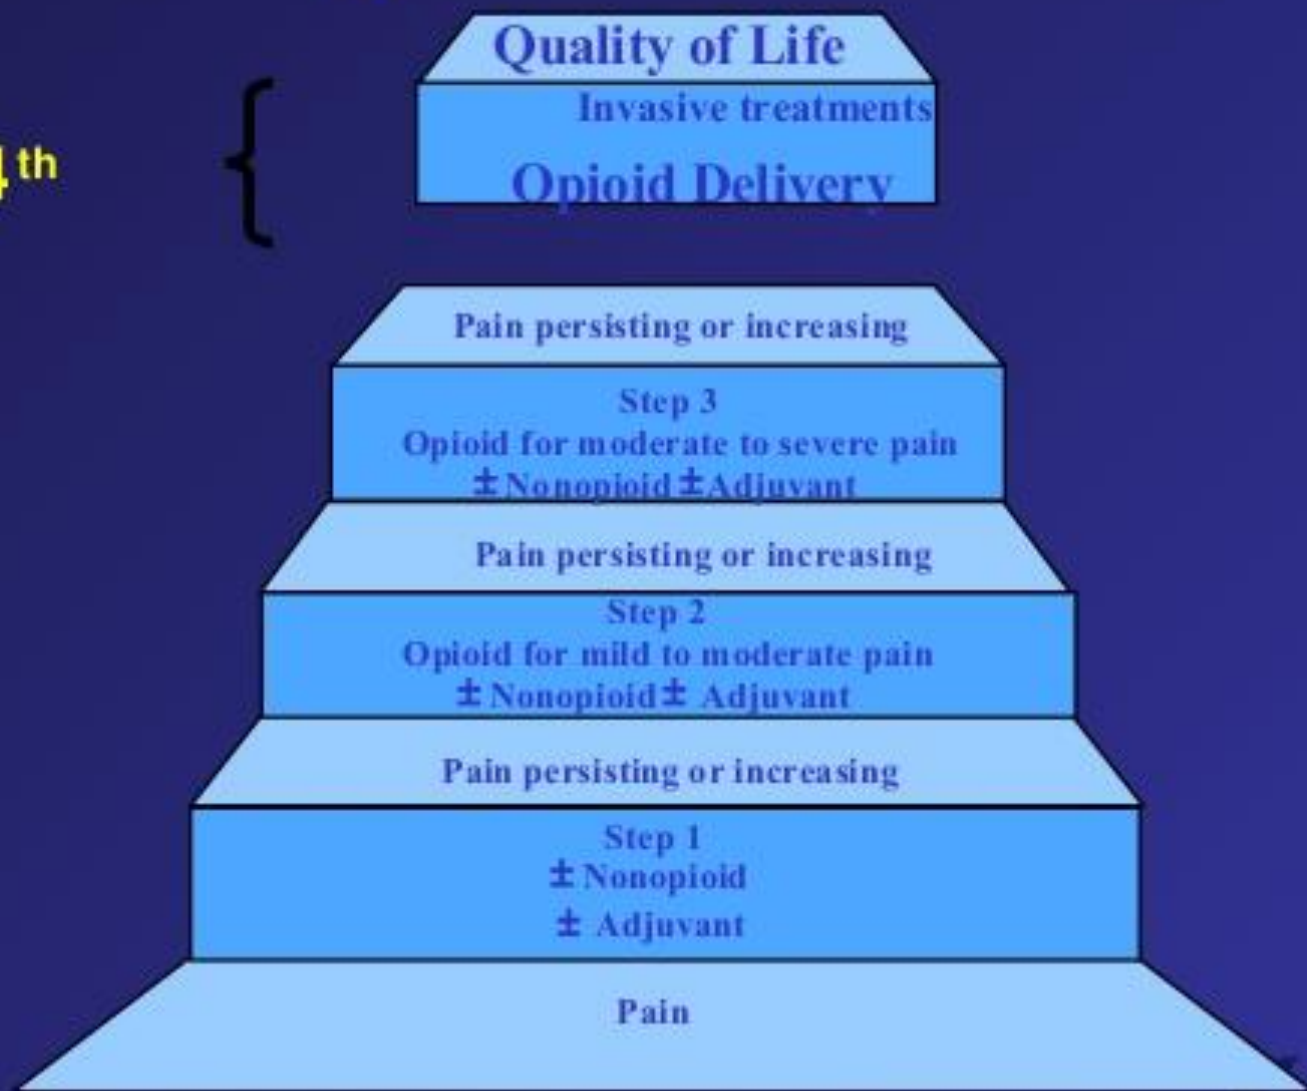 Quality of Life
Invasive treatments
4th
Opioid Delivery
Pain persisting or increasing
Step 3
Opioid for moderate to severe pain
± Nonopioid ± Adjuvant
Pain persisting or increasing
Step 2
Opioid for mild to moderate pain
± Nonopioid ± Adjuvant
Pain persisting or increasing
Step 1
± Nonopioid
± Adjuvant
Pain